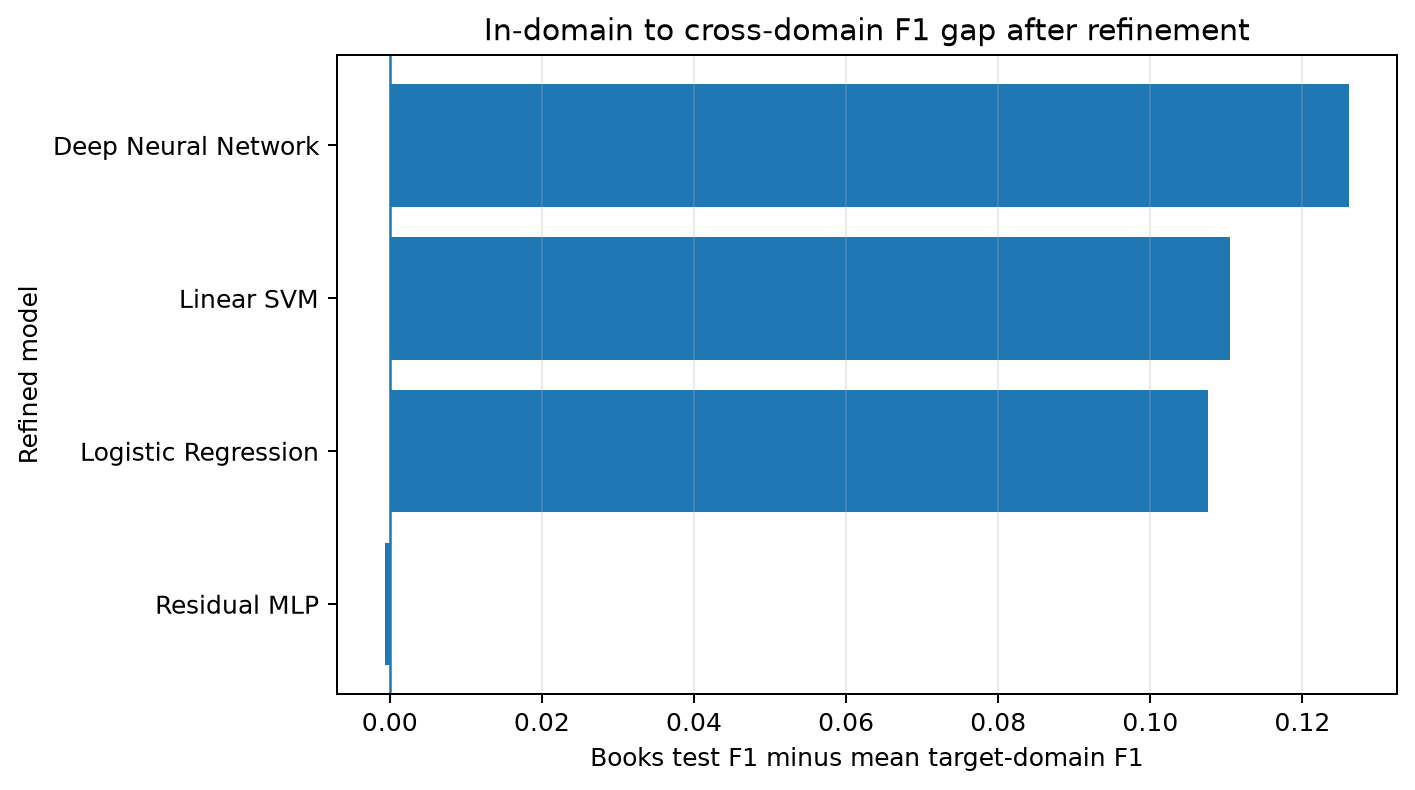 In-domain to cross-domain F1 gap after refinement
Refined model
Deep Neural Network
Linear SVM
Logistic Regression
Residual MLP
0.00 0.02 0.04 0.06 0.08 0.10 0.12
Books test F1 minus mean target-domain F1